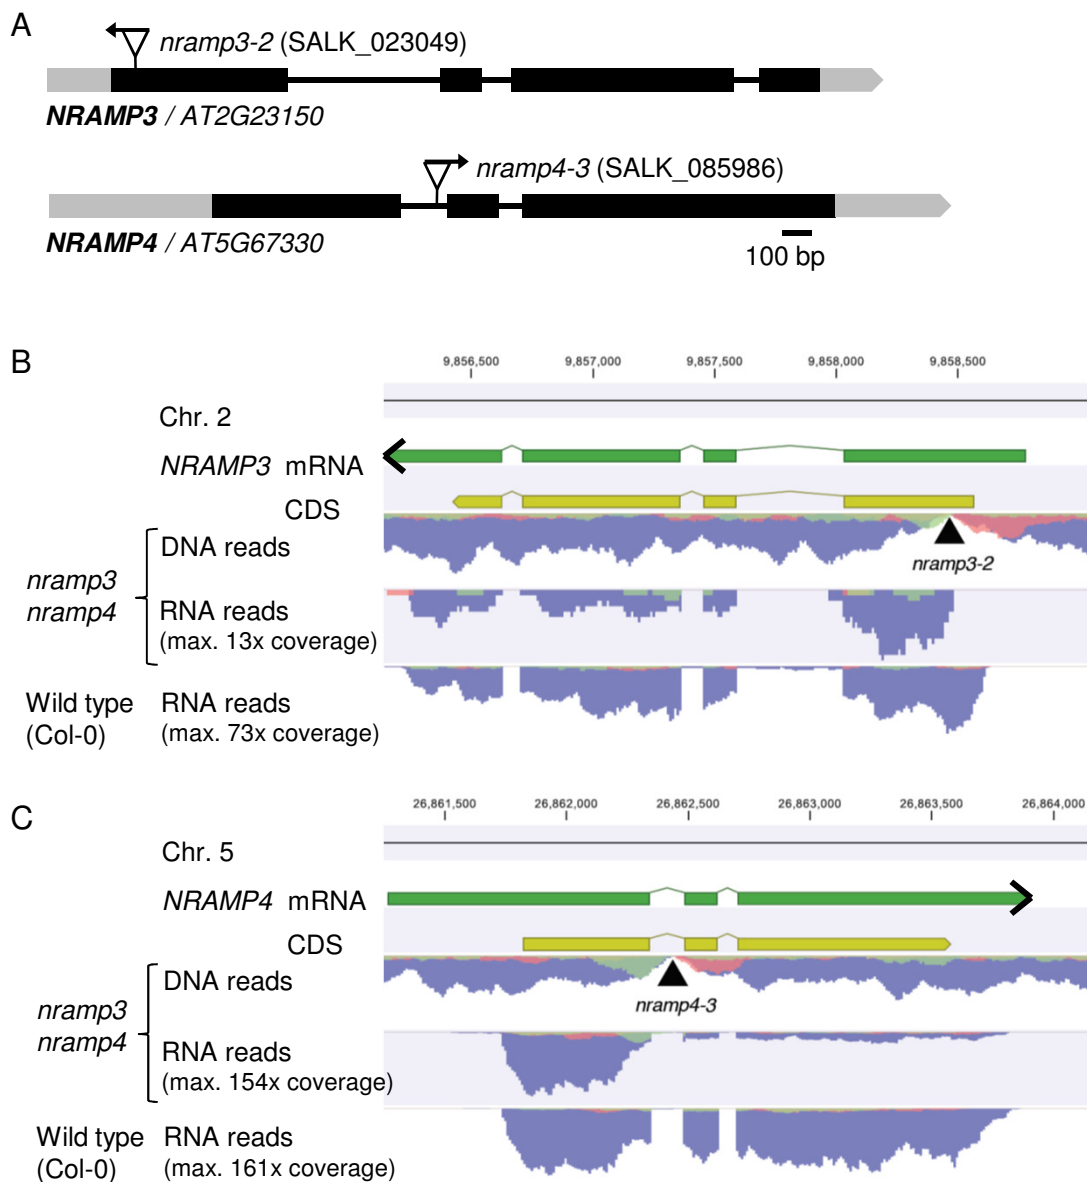 A
nramp3-2 (SALK_023049)
NRAMP3 / AT2G23150
nramp4-3 (SALK_085986)
NRAMP4 / AT5G67330
100 bp
B
9,856,500 9,857,000 9,857,500 9,858,000 9,858,500
Chr. 2
NRAMP3 mRNA
CDS
nramp3
nramp4
DNA reads
nramp3-2
RNA reads
(max. 13x coverage)
Wild type
(Col-0)
RNA reads
(max. 73x coverage)
C
26,861,500 26,862,000 26,862,500 26,863,000 26,863,500 26,864,000
Chr. 5
NRAMP4 mRNA
CDS
nramp3
nramp4
DNA reads
nramp4-3
RNA reads
(max. 154x coverage)
Wild type
(Col-0)
RNA reads
(max. 161x coverage)